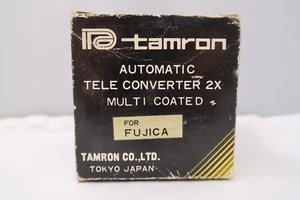 tamron
AUTOMATIC
TELE CONVERTER 2X
MULTI COATED
FOR
FUJICA
TAMRON CO.,LTD.
TOKYO JAPAN